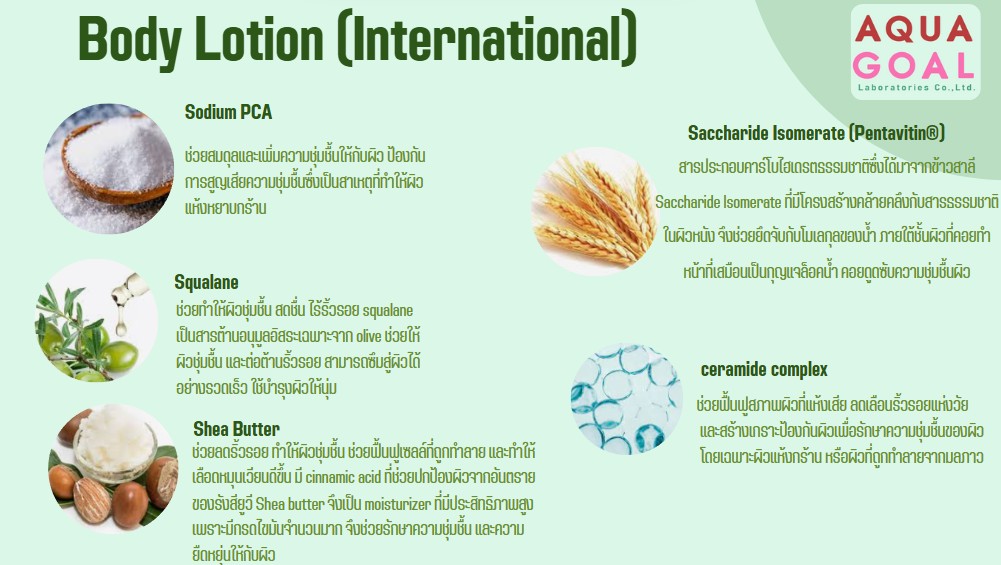 Body Lotion (International)
AQUA
GOAL
Laboratories Co.,Ltd.
Sodium PCA
ช่วยสมดุลและเพิ่มความชุ่มชื้นให้กับผิว ป้องกัน
การสูญเสียความชุ่มชื้นซึ่งเป็นสาเหตุที่ทำให้ผิว
แห้งหยาบกร้าน
Squalane
ช่วยทำให้ผิวชุ่มชื้น สดชื่น ไร้ริ้วรอย squalane
เป็นสารต้านอนุมูลอิสระเฉพาะจาก olive ช่วยให้
ผิวชุ่มชื้น และต่อต้านริ้วรอย สามารถซึมสู่ผิวได้
อย่างรวดเร็ว ใช้บำรุงผิวให้นุ่ม
Shea Butter
ช่วยลดริ้วรอย ทำให้ผิวชุ่มชื้น ช่วยฟื้นฟูเซลล์ที่ถูกทำลาย และทำให้
เลือดหมุนเวียนดีขึ้น มี cinnamic acid ที่ช่วยปกป้องผิวจากอันตราย
ของรังสียูวี Shea butter จึงเป็น moisturizer ที่มีประสิทธิภาพสูง
เพราะมีกรดไขมันจำนวนมาก จึงช่วยรักษาความชุ่มชื้น และความ
ยืดหยุ่นให้กับผิว
Saccharide Isomerate (Pentavitin®)
สารประกอบคาร์โบไฮเดรตธรรมชาติซึ่งได้มาจากข้าวสาลี
Saccharide Isomerate ที่มีโครงสร้างคล้ายคลึงกับสารธรรมชาติ
ในผิวหนัง จึงช่วยยึดจับกับโมเลกุลของน้ำ ภายใต้ชั้นผิวที่คอยทำ
หน้าที่เสมือนเป็นกุญแจล็อคน้ำ คอยดูดซับความชุ่มชื้นผิว
ceramide complex
ช่วยฟื้นฟูสภาพผิวที่แห้งเสีย ลดเลือนริ้วรอยแห่งวัย
และสร้างเกราะป้องกันผิวเพื่อรักษาความชุ่มชื้นของผิว
โดยเฉพาะผิวแห้งกร้าน หรือผิวที่ถูกทำลายจากมลภาว